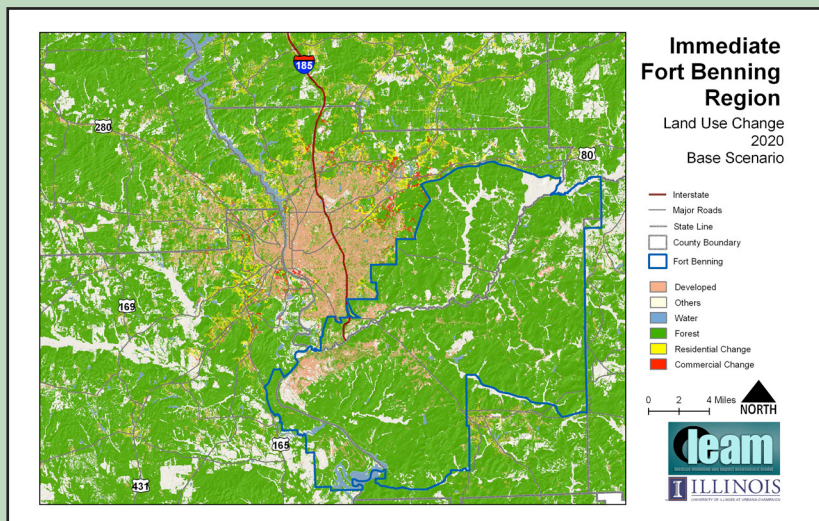 Immediate
Fort Benning
Region
Land Use Change
2020
Base Scenario
185
280
80
169
165
431
Interstate
Major Roads
State Line
County Boundary
Fort Benning
Developed
Others
Water
Forest
Residential Change
Commercial Change
0 2 4 Miles
NORTH
leam
I ILLINOIS
UNIVERSITY OF ILLINOIS AT URBANA-CHAMPAIGN